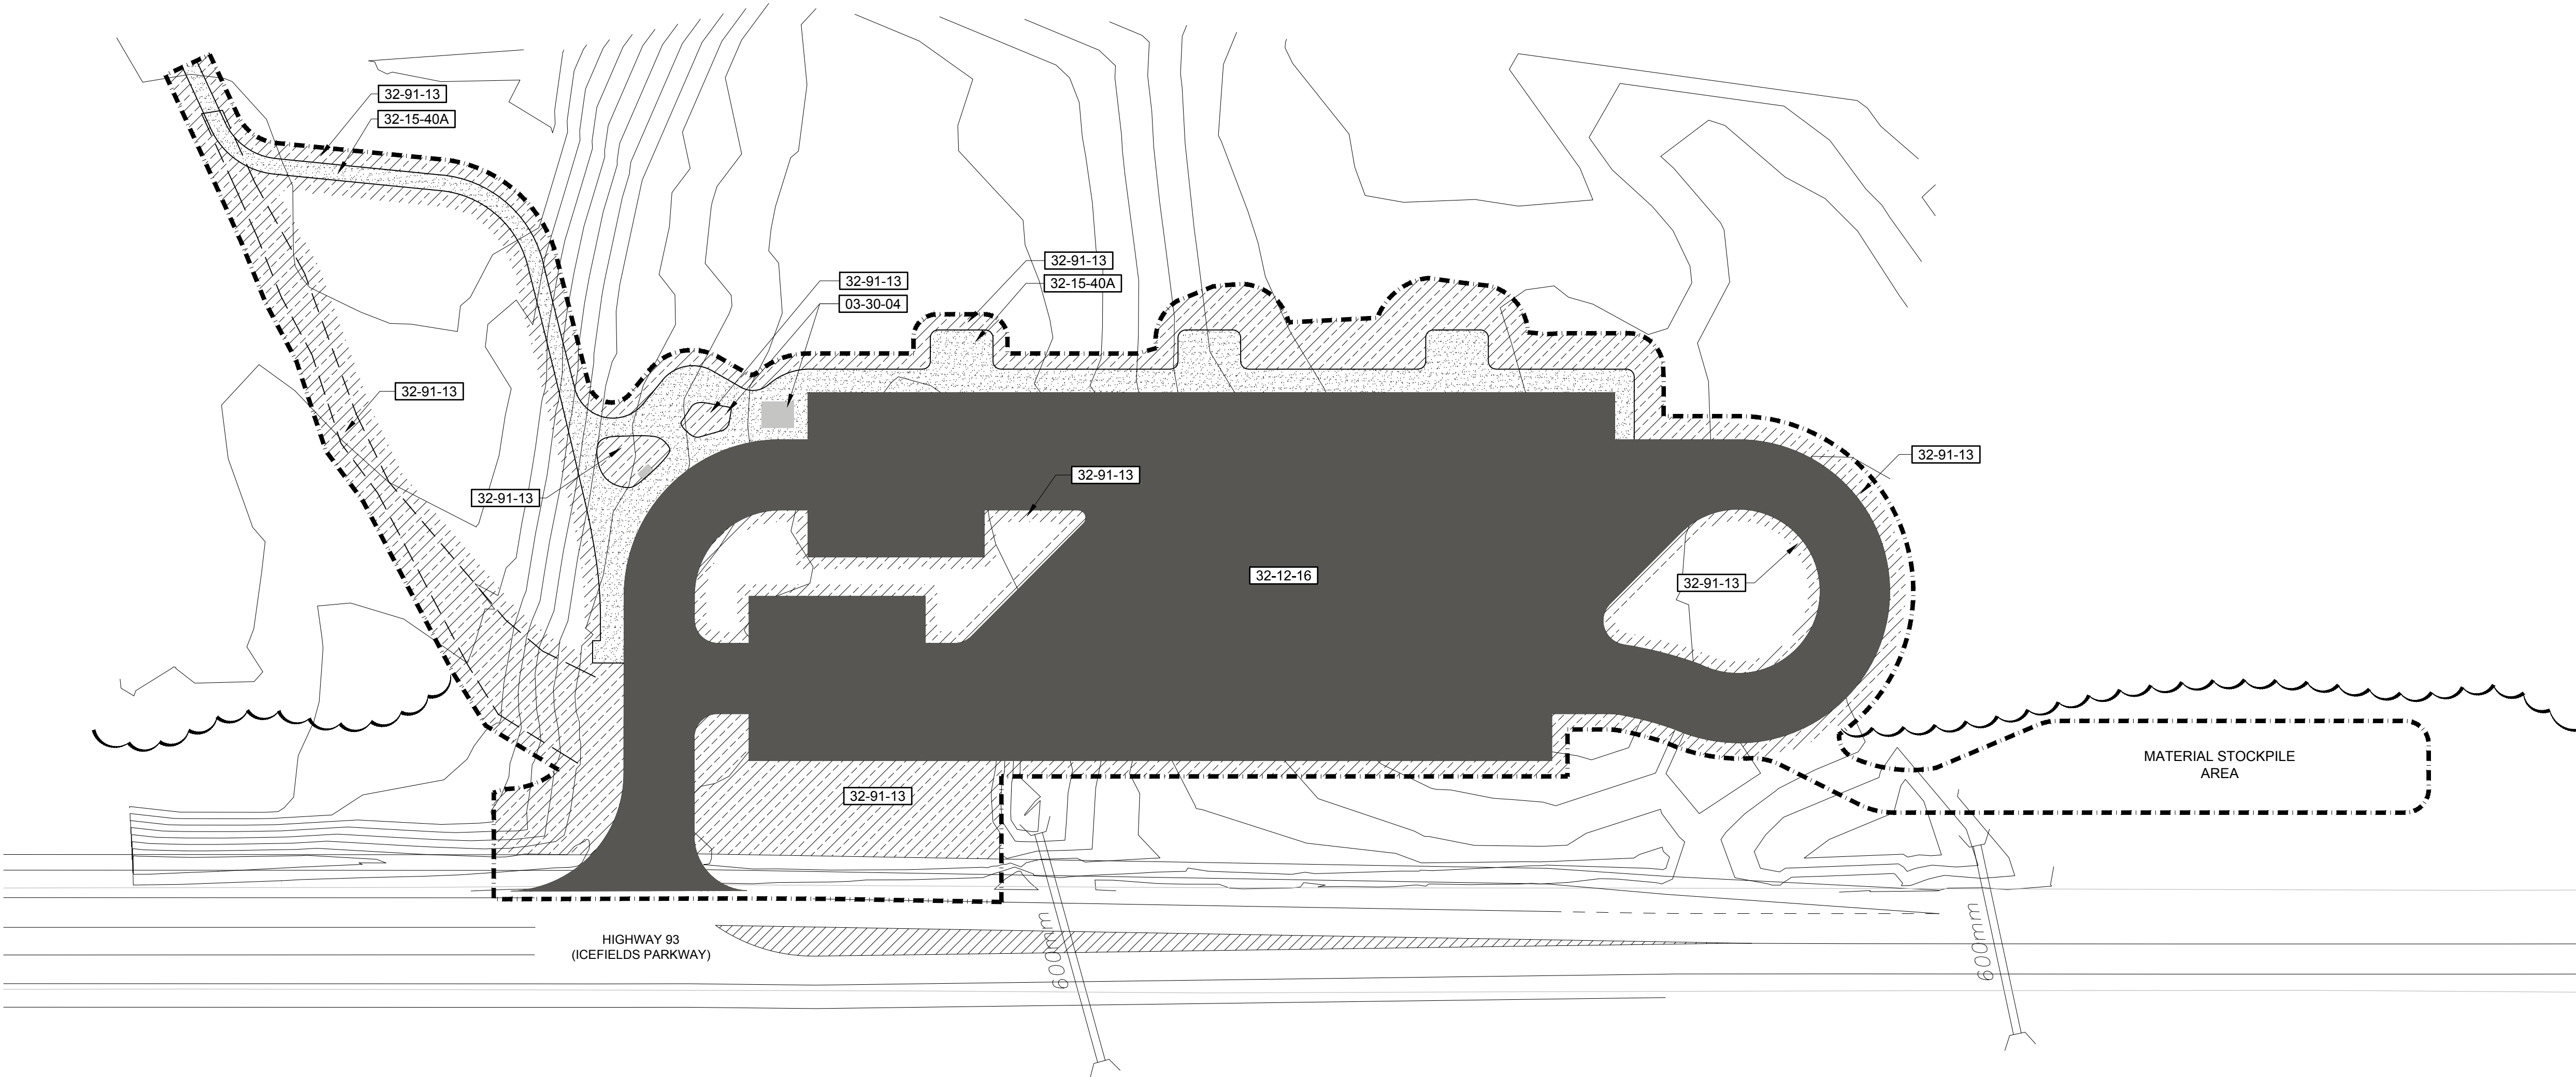 32-91-13
32-15-40A
32-91-13
32-15-40A
32-91-13
03-30-04
32-91-13
32-91-13
32-91-13
32-91-13
32-12-16
32-91-13
MATERIAL STOCKPILE
AREA
32-91-13
600mm
600mm
HIGHWAY 93
(ICEFIELDS PARKWAY)